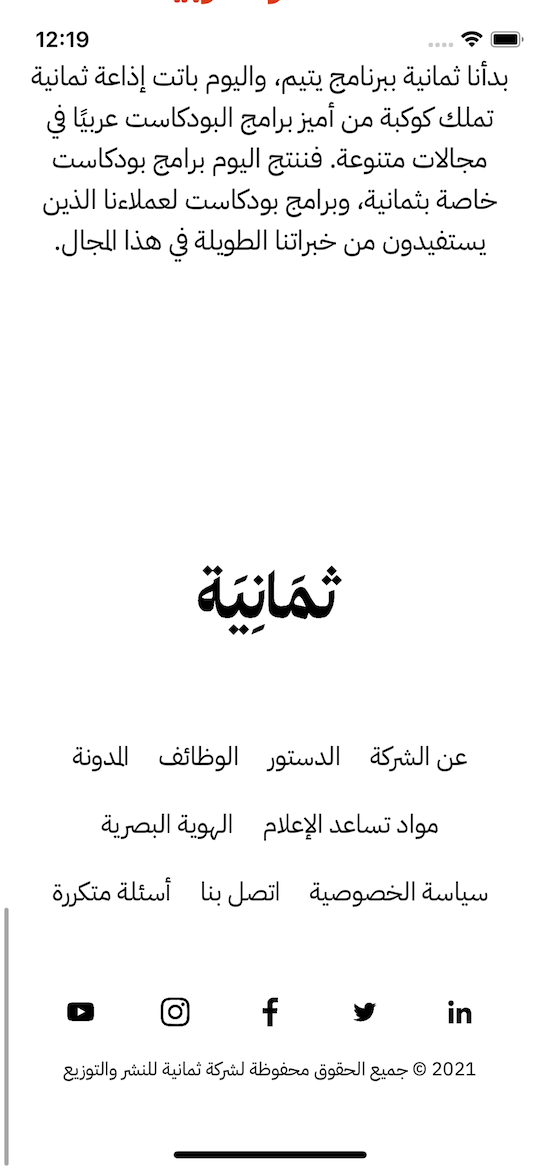 12:19
بدأنا ثمانية ببرنامج يتيم، واليوم باتت إذاعة ثمانية
تملك كوكبة من أميز برامج البودكاست عربيًا في
مجالات متنوعة. فننتج اليوم برامج بودكاست
خاصة بثمانية، وبرامج بودكاست لعملاءنا الذين
يستفيدون من خبراتنا الطويلة في هذا المجال.
ثمَانِيَة
عن الشركة الدستور الوظائف المدونة
مواد تساعد الإعلام الهوية البصرية
سياسة الخصوصية اتصل بنا أسئلة متكررة
2021 © جميع الحقوق محفوظة لشركة ثمانية للنشر والتوزيع